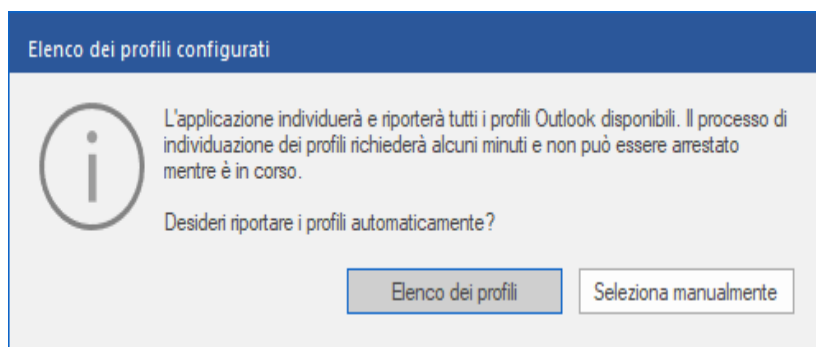 Elenco dei profili configurati
L'applicazione individuerà e riporterà tutti i profili Outlook disponibili. Il processo di
individuazione dei profili richiederà alcuni minuti e non può essere arrestato
mentre è in corso.
Desideri riportare i profili automaticamente?
Elenco dei profili
Seleziona manualmente